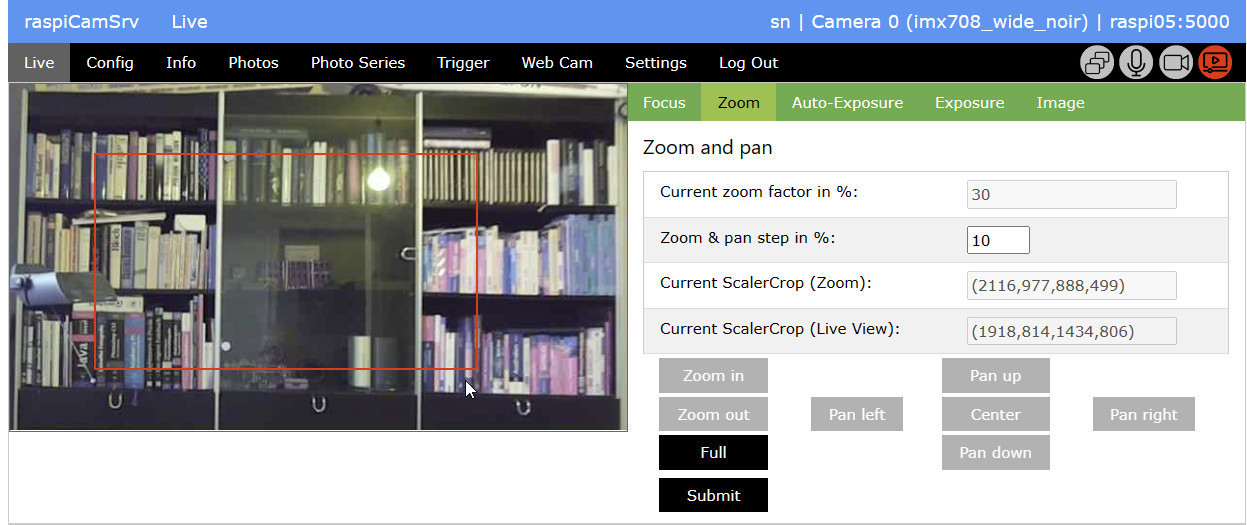 raspiCamSrv Live sn | Camera 0 (imx708_wide_noir) | raspi05:5000
Live Config Info Photos Photo Series Trigger Web Cam Settings Log Out
Focus Zoom Auto-Exposure Exposure Image
Zoom and pan
Current zoom factor in %: 30
Zoom & pan step in %: 10
Current ScalerCrop (Zoom): (2116,977,888,499)
Current ScalerCrop (Live View): (1918,814,1434,806)
Zoom in Pan up
Zoom out Pan left Center Pan right
Full Pan down
Submit
Bloch
Java